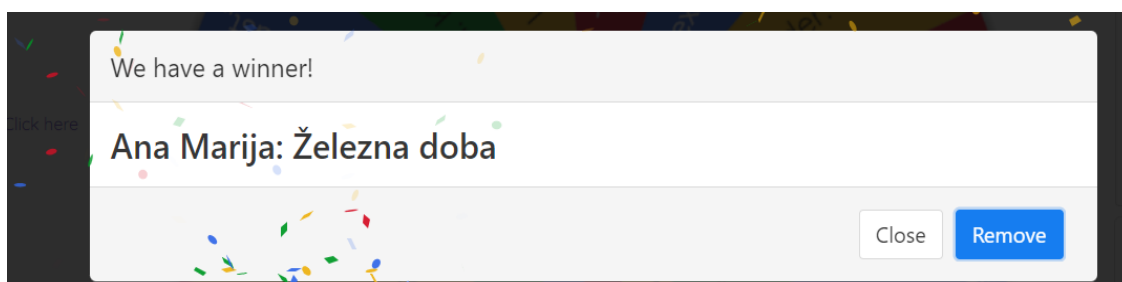 We have a winner!
Click here
Ana Marija: Železna doba
Close
Remove